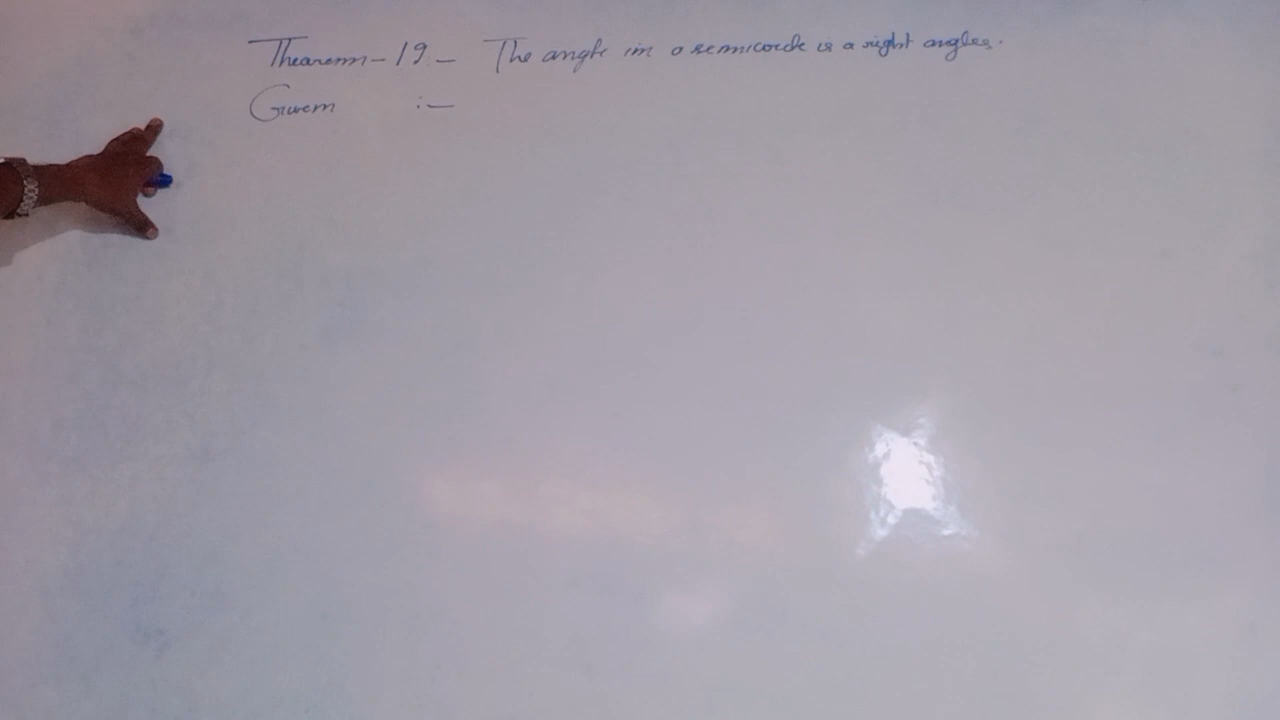 Theorem - 19 - The angle in a semicircle is a right angles.
Given :-